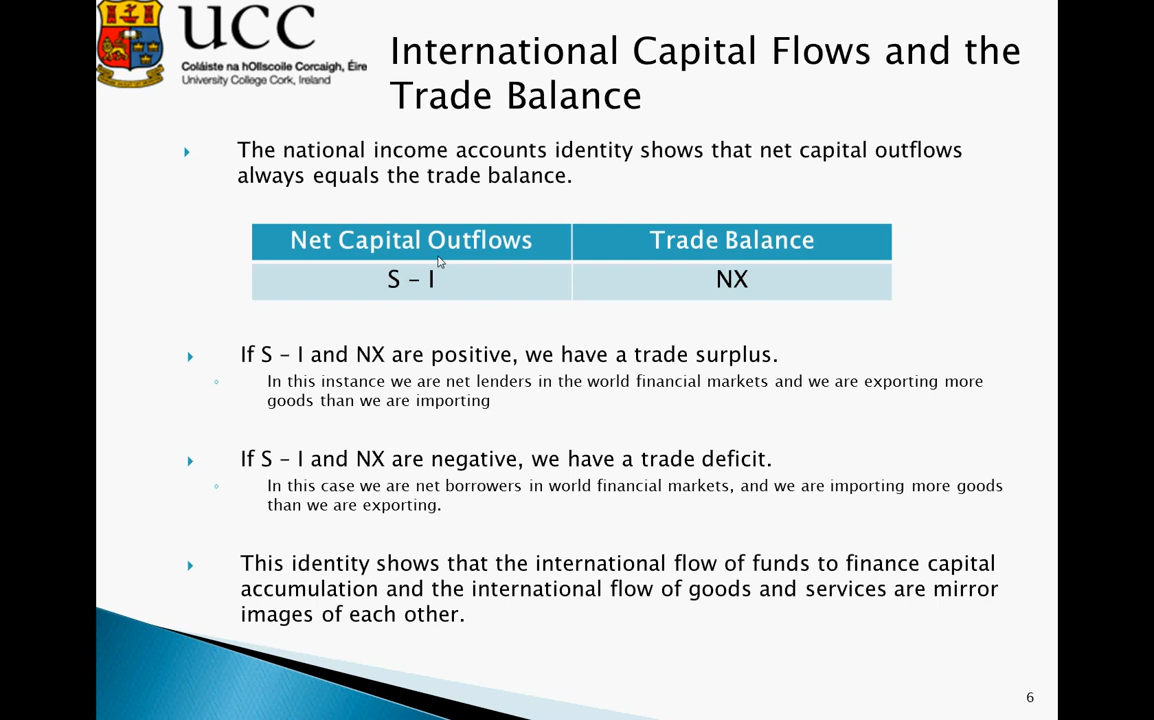 UCC
Coláiste na hOllscoile Corcaigh, Éire
University College Cork, Ireland
International Capital Flows and the
Trade Balance
The national income accounts identity shows that net capital outflows
always equals the trade balance.
Net Capital Outflows Trade Balance
S – I NX
If S – I and NX are positive, we have a trade surplus.
In this instance we are net lenders in the world financial markets and we are exporting more
goods than we are importing
If S – I and NX are negative, we have a trade deficit.
In this case we are net borrowers in world financial markets, and we are importing more goods
than we are exporting.
This identity shows that the international flow of funds to finance capital
accumulation and the international flow of goods and services are mirror
images of each other.
6